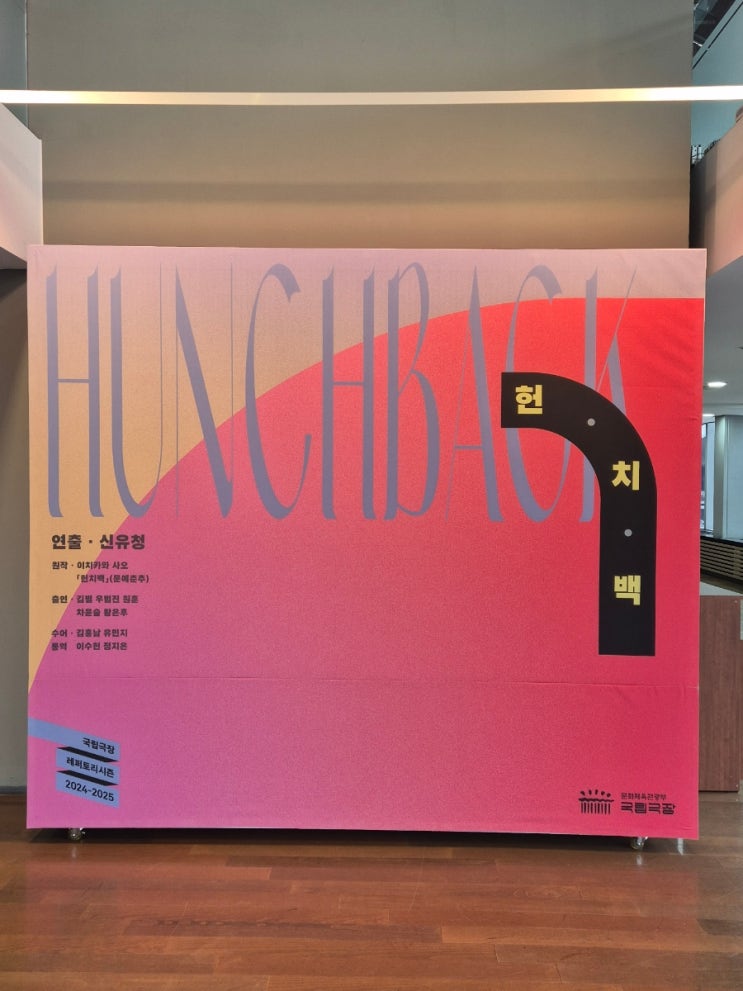 HUNCHBACK
헌 · 치 · 백
연출 · 신유청
원작 · 이치카와 사오
「헌치백」(문예춘추)
출연 · 김별 우범진 원훈
차윤슬 황은후
수어 · 김홍남 유민지
통역 이수현 정지은
국립극장
레퍼토리시즌
2024-2025
문화체육관광부
국립극장